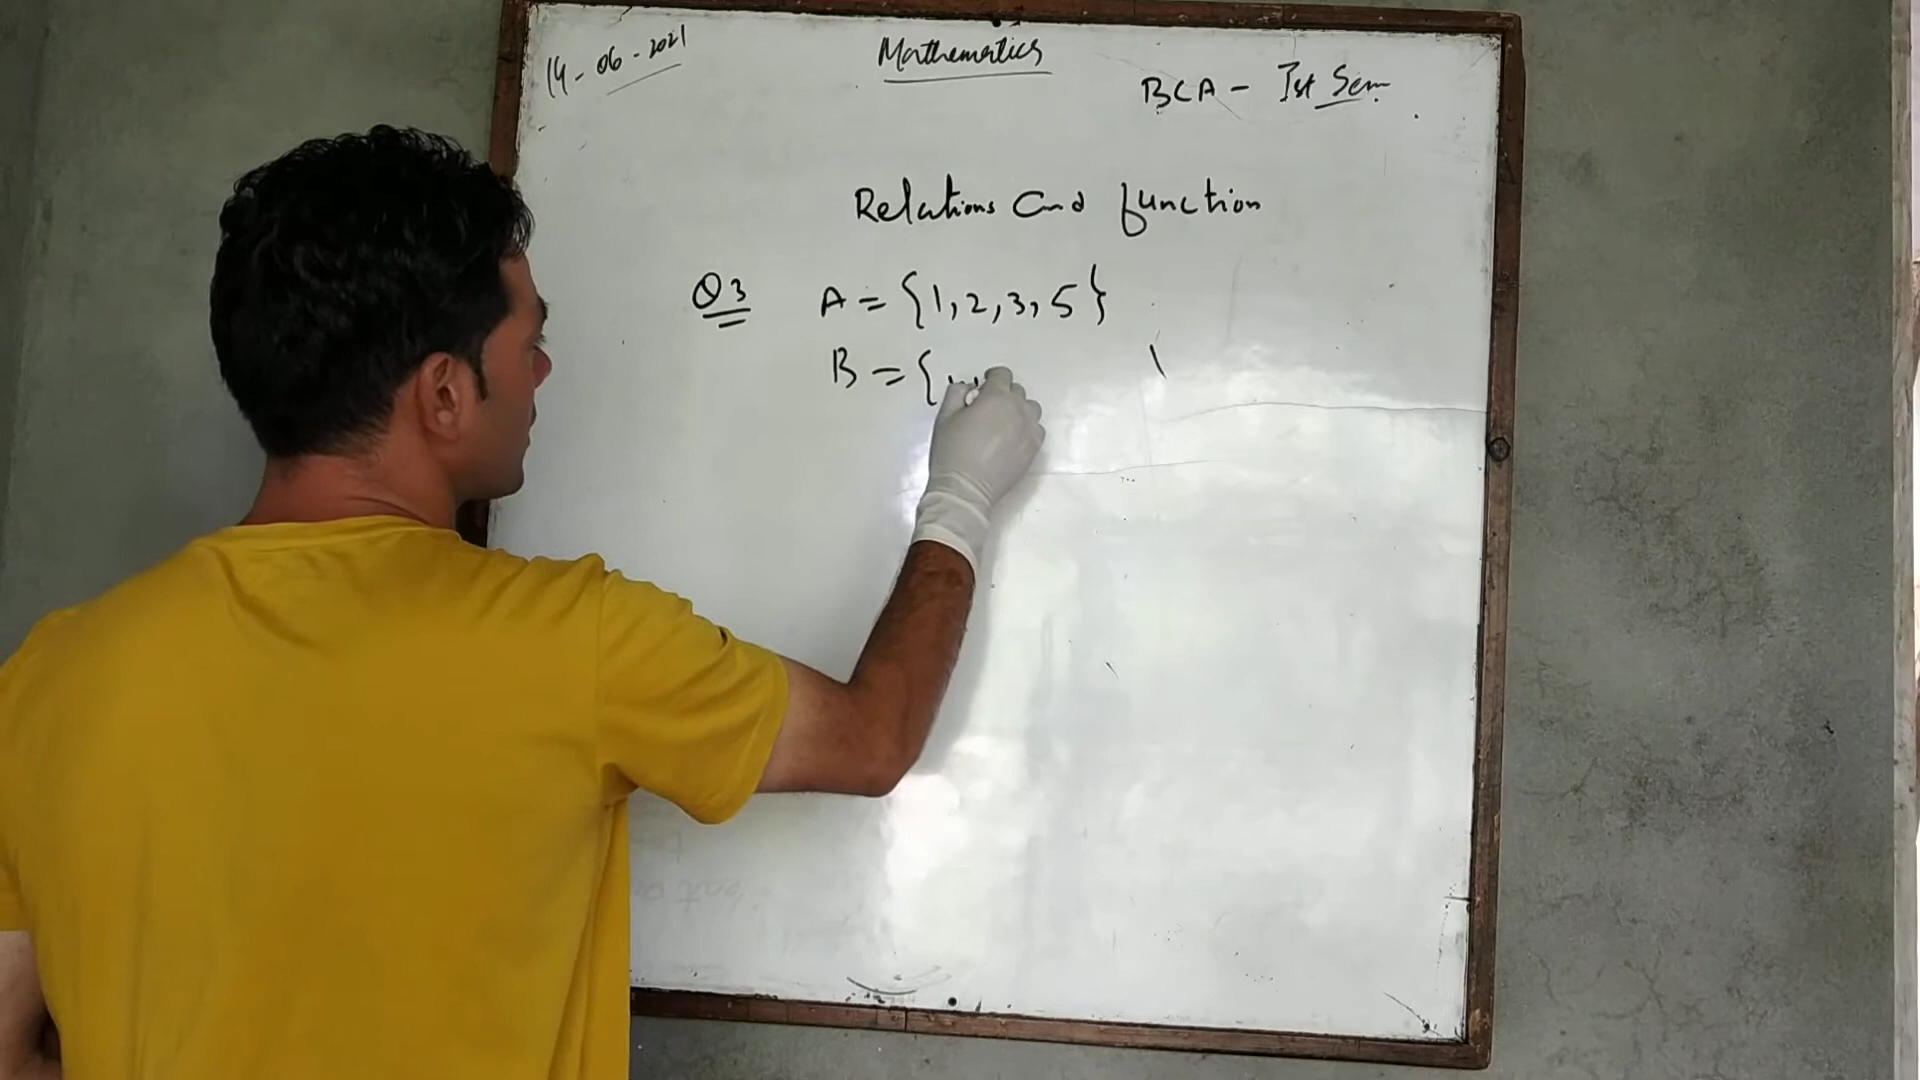 14-06-2021
Mathematics
BCA - Ist Sem.
Relations and function
Q3 A = {1, 2, 3, 5}
B = {